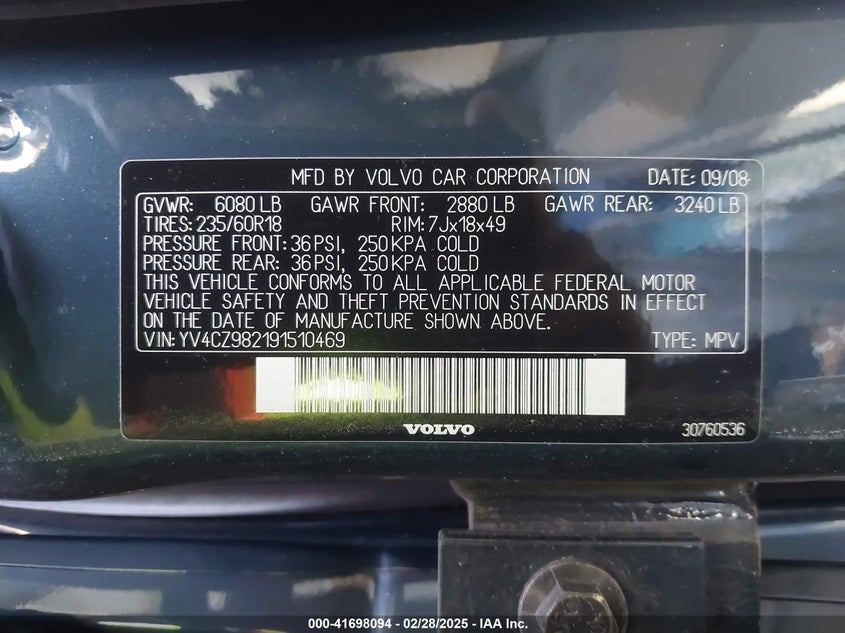 MFD BY VOLVO CAR CORPORATION DATE: 09/08
GVWR: 6080 LB GAWR FRONT: 2880 LB GAWR REAR: 3240 LB
TIRES: 235/60R18 RIM: 7Jx18x49
PRESSURE FRONT: 36 PSI, 250 KPA COLD
PRESSURE REAR: 36 PSI, 250 KPA COLD
THIS VEHICLE CONFORMS TO ALL APPLICABLE FEDERAL MOTOR
VEHICLE SAFETY AND THEFT PREVENTION STANDARDS IN EFFECT
ON THE DATE OF MANUFACTURE SHOWN ABOVE.
VIN: YV4CZ982191510469 TYPE: MPV
VOLVO 30760536
000-41698094 - 02/28/2025 - IAA Inc.